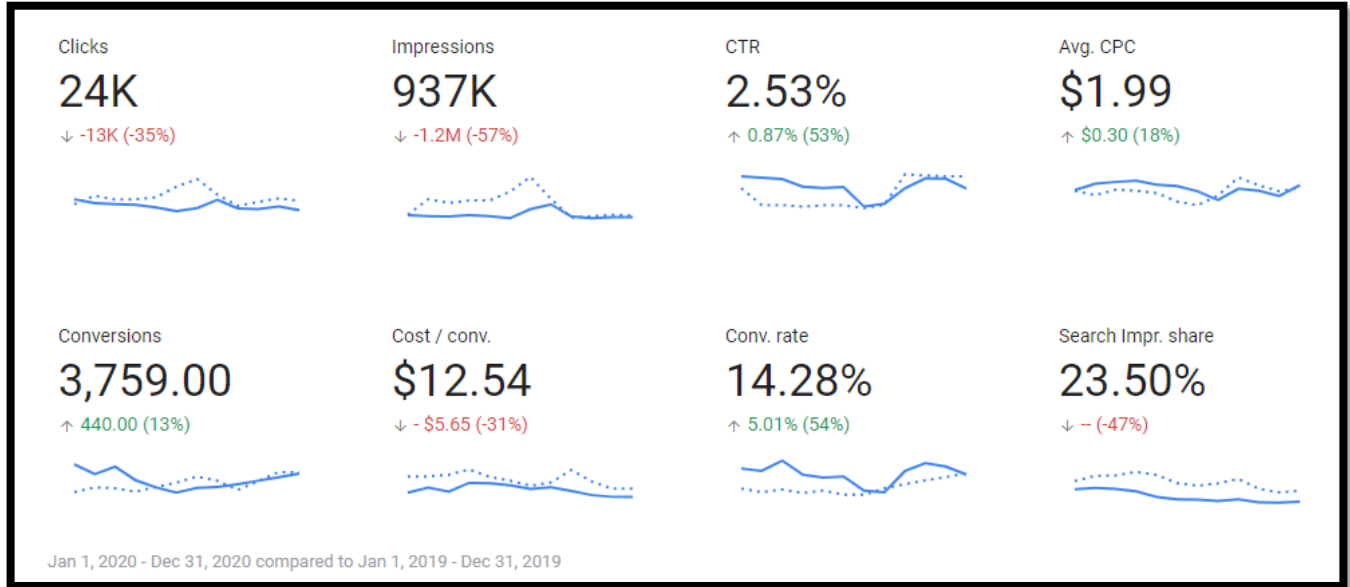 Clicks
24K
↓ -13K (-35%)
Impressions
937K
↓ -1.2M (-57%)
CTR
2.53%
↑ 0.87% (53%)
Avg. CPC
$1.99
↑ $0.30 (18%)
Conversions
3,759.00
↑ 440.00 (13%)
Cost / conv.
$12.54
↓ - $5.65 (-31%)
Conv. rate
14.28%
↑ 5.01% (54%)
Search Impr. share
23.50%
↓ -- (-47%)
Jan 1, 2020 - Dec 31, 2020 compared to Jan 1, 2019 - Dec 31, 2019